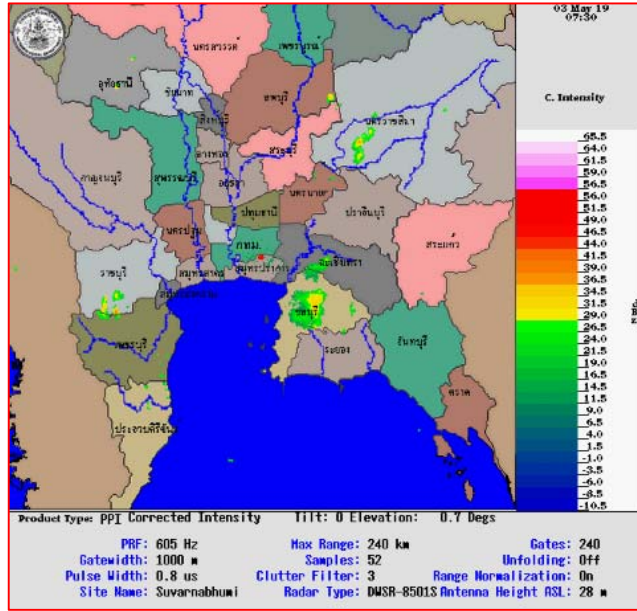 03 May 19
07:30
C. Intensity
65.5
64.0
61.5
56.5
56.5
51.5
49.0
46.5
44.0
41.5
39.0
36.5
34.5
31.5
29.0
26.5
24.0
21.5
19.0
16.5
14.0
11.5
9.0
6.5
4.0
1.5
-1.0
-3.5
-6.0
-8.5
-10.5
นครสวรรค์
เพชรบูรณ์
อุทัยธานี
ชัยนาท
ลพบุรี
สิงห์บุรี
นครราชสีมา
อ่างทอง
สระบุรี
กาญจนบุรี
สุพรรณบุรี
อยุธยา
นครนายก
ปทุมธานี
ปราจีนบุรี
นครปฐม
กทม.
สระแก้ว
ฉะเชิงเทรา
ราชบุรี
สมุทรสาคร
สมุทรปราการ
ชลบุรี
เพชรบุรี
ระยอง
จันทบุรี
ตราด
ประจวบคีรีขันธ์
Product Type: PPI Corrected Intensity Tilt: 0 Elevation: 0.7 Degs
PRF: 605 Hz Max Range: 240 km Gates: 240
Gatewidth: 1000 m Samples: 52 Unfolding: Off
Pulse Width: 0.8 us Clutter Filter: 3 Range Normalization: On
Site Name: Suvarnabhumi Radar Type: DWSR-8501S Antenna Height ASL: 28 m